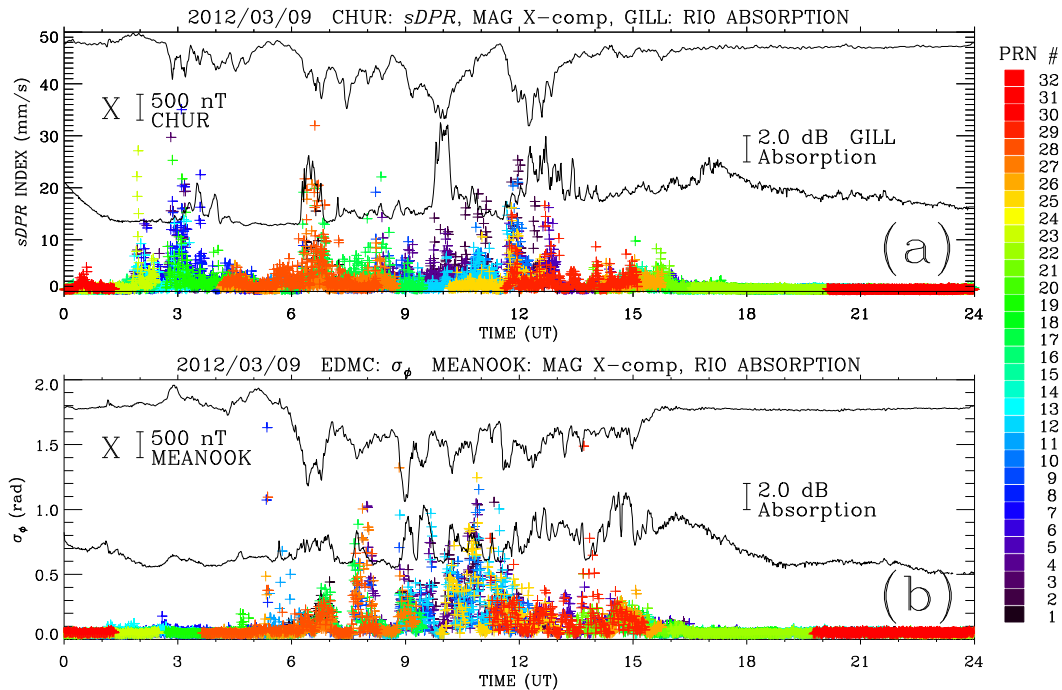 2012/03/09 CHUR: sDPR, MAG X-comp, GILL: RIO ABSORPTION
50
40
30
20
10
0
sDPR INDEX (mm/s)
X 500 nT
CHUR
2.0 dB GILL
Absorption
(a)
0 3 6 9 12 15 18 21 24
TIME (UT)
2012/03/09 EDMC: σϕ MEANOOK: MAG X-comp, RIO ABSORPTION
2.0
1.5
1.0
0.5
0.0
σϕ (rad)
X 500 nT
MEANOOK
2.0 dB
Absorption
(b)
0 3 6 9 12 15 18 21 24
TIME (UT)
PRN #
32
31
30
29
28
27
26
25
24
23
22
21
20
19
18
17
16
15
14
13
12
11
10
9
8
7
6
5
4
3
2
1